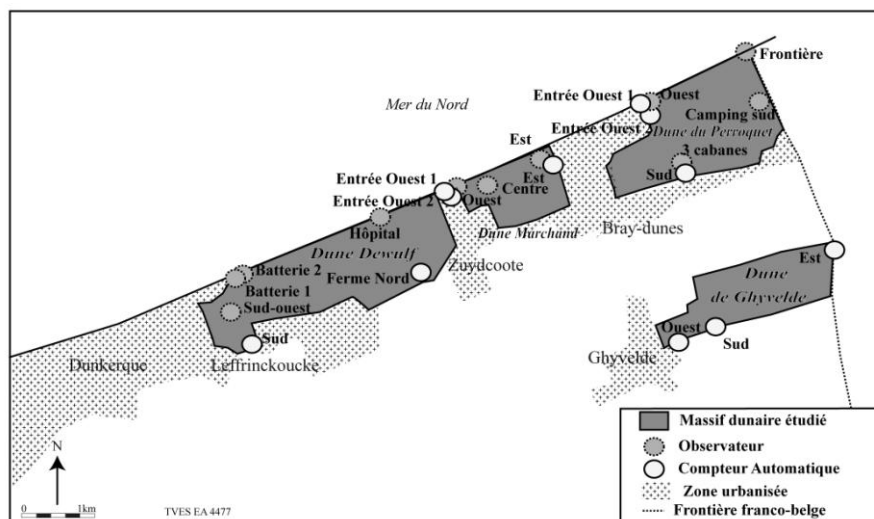 Frontière
Mer du Nord
Entrée Ouest 1
Ouest
Camping sud
Entrée Ouest 2
Dune du Perroquet
3 cabanes
Sud
Est
Est
Entrée Ouest 1
Centre
Entrée Ouest 2
Ouest
Dune Marchand
Bray-dunes
Hôpital
Dune Dewulf
Zuydcoote
Est
Batterie 2
Ferme Nord
Batterie 1
Sud-ouest
Dune
de Ghyvelde
Sud
Ouest
Sud
Dunkerque
Leffrinckoucke
Ghyvelde
Massif dunaire étudié
Observateur
Compteur Automatique
Zone urbanisée
Frontière franco-belge
N
0 1km
TVES EA 4477